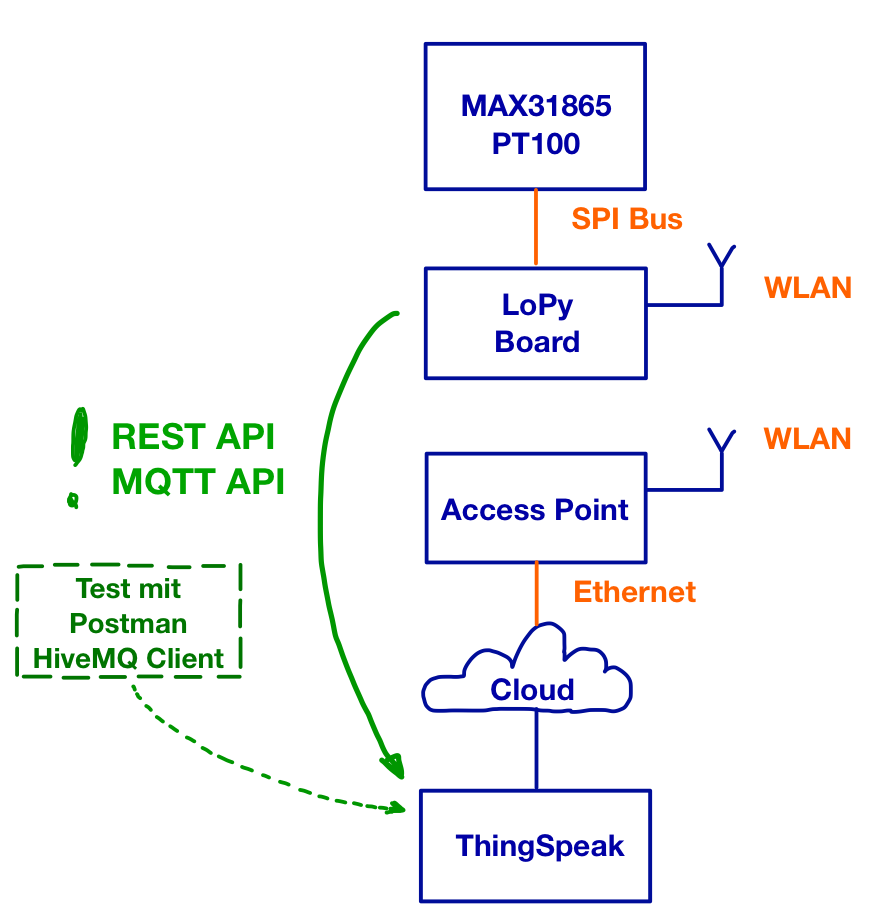 MAX31865
PT100
SPI Bus
WLAN
LoPy
Board
REST API
MQTT API
WLAN
Access Point
Test mit
Postman
HiveMQ Client
Ethernet
Cloud
ThingSpeak